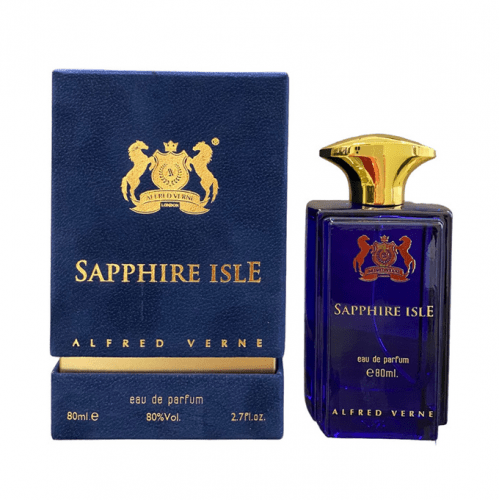 ®
ALFRED VERNE
LONDON
SAPPHIRE ISLE
ALFRED VERNE
eau de parfum
80ml.e 80%Vol. 2.7fl.oz.
SAPPHIRE ISLE
eau de parfum
e80ml.
ALFRED VERNE